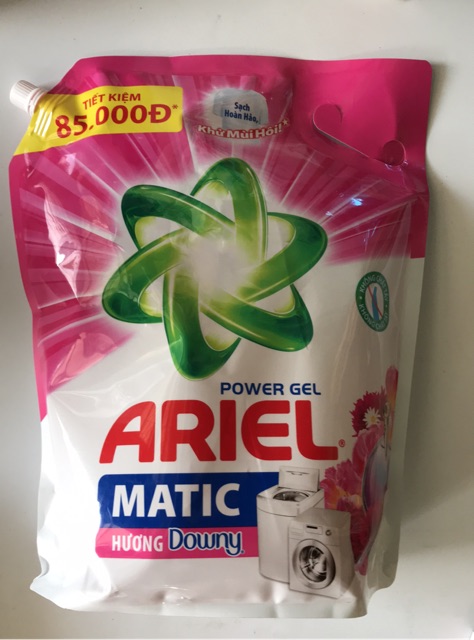 TIẾT KIỆM
85.000Đ*
Sạch
Hoàn Hảo,
Khử Mùi Hôi!*
POWER GEL
ARIEL®
MATIC
HƯƠNG Downy